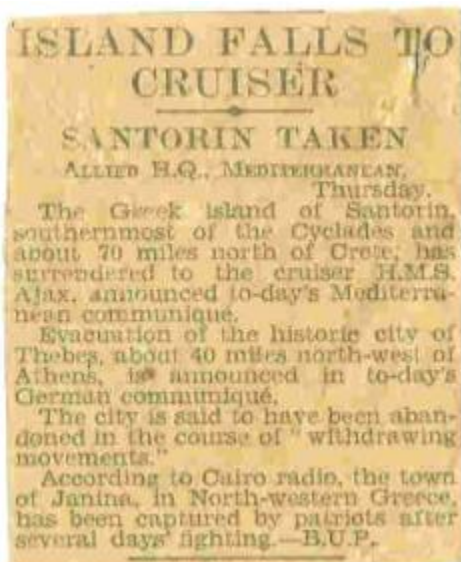 ISLAND FALLS TO
CRUISER
SANTORIN TAKEN
ALLIED H.Q., MEDITERRANEAN,
Thursday.
The Greek island of Santorin,
southernmost of the Cyclades and
about 70 miles north of Crete, has
surrendered to the cruiser H.M.S.
Ajax, announced to-day's Mediterra-
nean communiqué.
Evacuation of the historic city of
Thebes, about 40 miles north-west of
Athens, is announced in to-day's
German communiqué.
The city is said to have been aban-
doned in the course of "withdrawing
movements."
According to Cairo radio, the town
of Janina, in North-western Greece,
has been captured by patriots after
several days' fighting.—B.U.P.